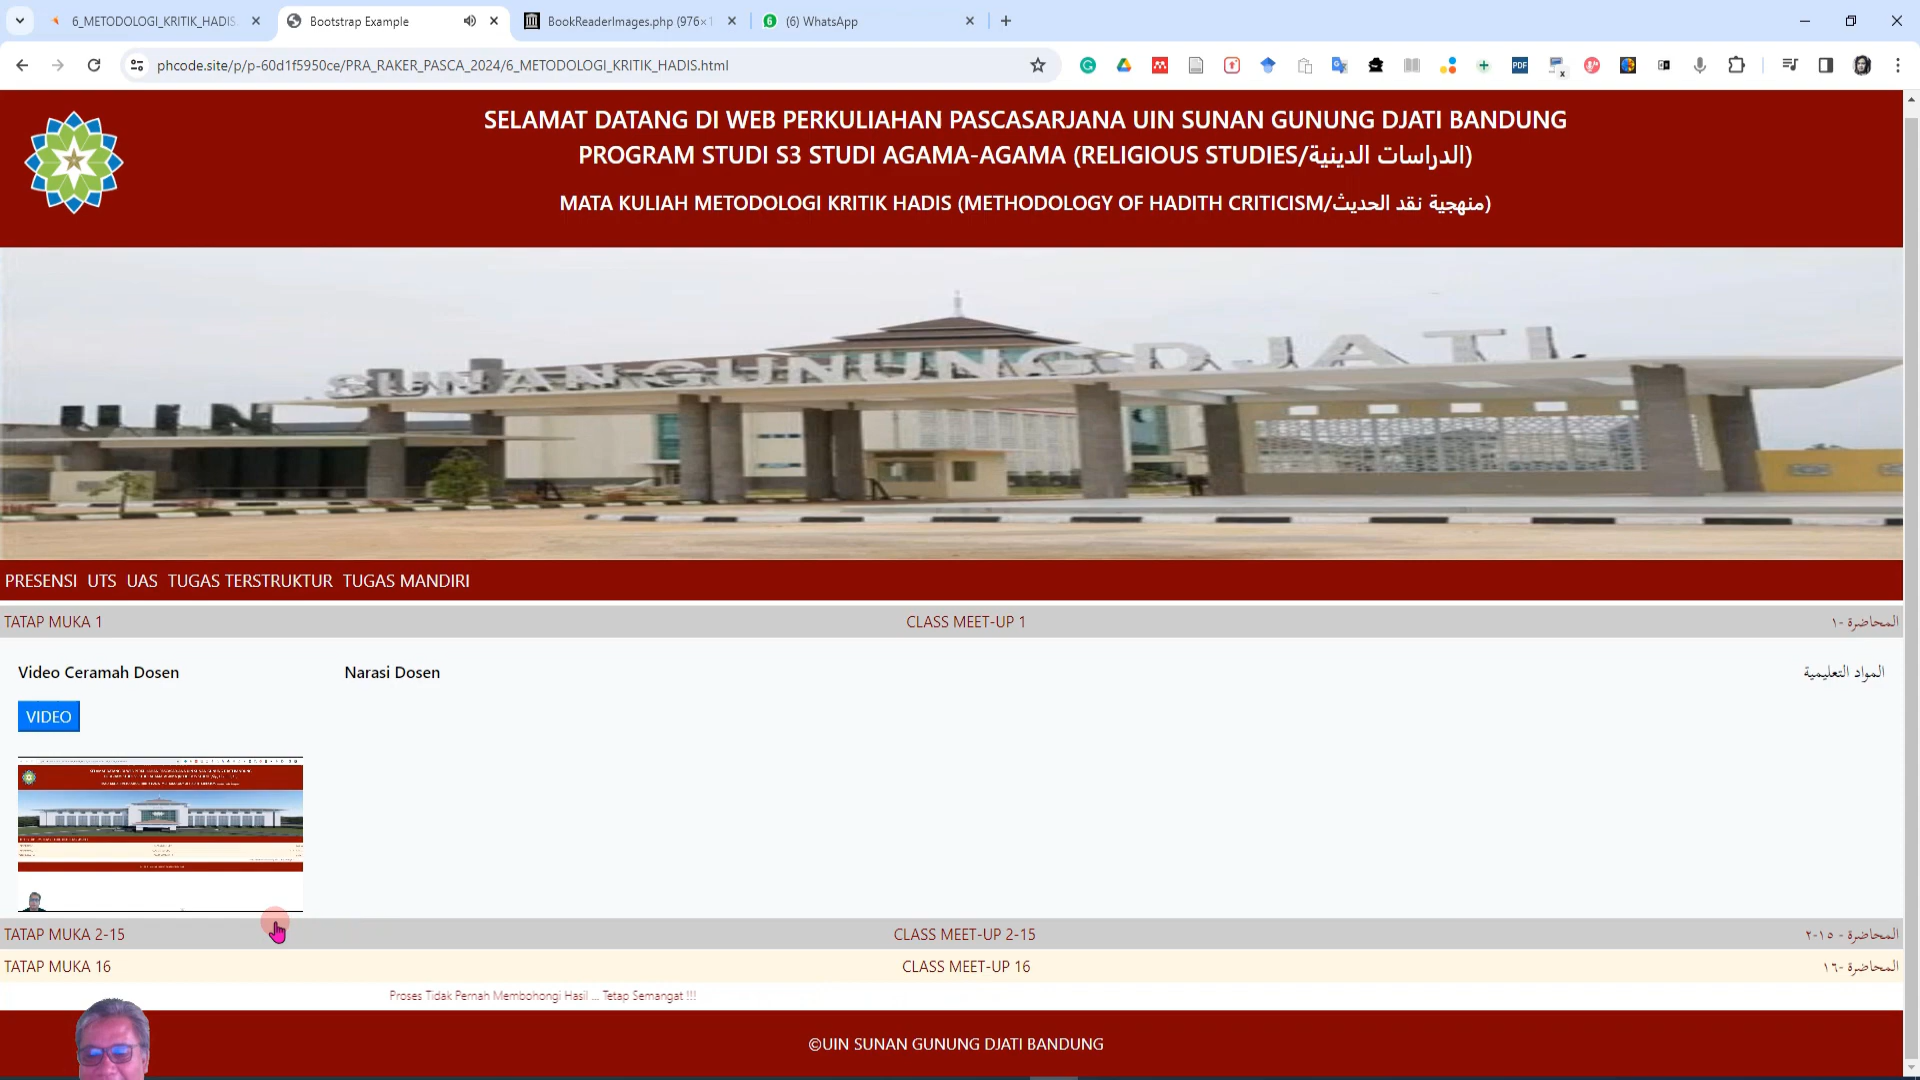 6_METODOLOGI_KRITIK_HADIS
Bootstrap Example
BookReaderImages.php (976×1
(6) WhatsApp
phcode.site/p/p-60d1f5950ce/PRA_RAKER_PASCA_2024/6_METODOLOGI_KRITIK_HADIS.html
SELAMAT DATANG DI WEB PERKULIAHAN PASCASARJANA UIN SUNAN GUNUNG DJATI BANDUNG
PROGRAM STUDI S3 STUDI AGAMA-AGAMA (RELIGIOUS STUDIES/الدراسات الدينية)
MATA KULIAH METODOLOGI KRITIK HADIS (METHODOLOGY OF HADITH CRITICISM/منهجية نقد الحديث)
UIN SUNAN GUNUNG DJATI
PRESENSI UTS UAS TUGAS TERSTRUKTUR TUGAS MANDIRI
TATAP MUKA 1 CLASS MEET-UP 1 المحاضرة -١
Video Ceramah Dosen Narasi Dosen المواد التعليمية
VIDEO
TATAP MUKA 2-15 CLASS MEET-UP 2-15 المحاضرة - ١٥-٢
TATAP MUKA 16 CLASS MEET-UP 16 المحاضرة -١٦
Proses Tidak Pernah Membohongi Hasil ... Tetap Semangat !!!
©UIN SUNAN GUNUNG DJATI BANDUNG